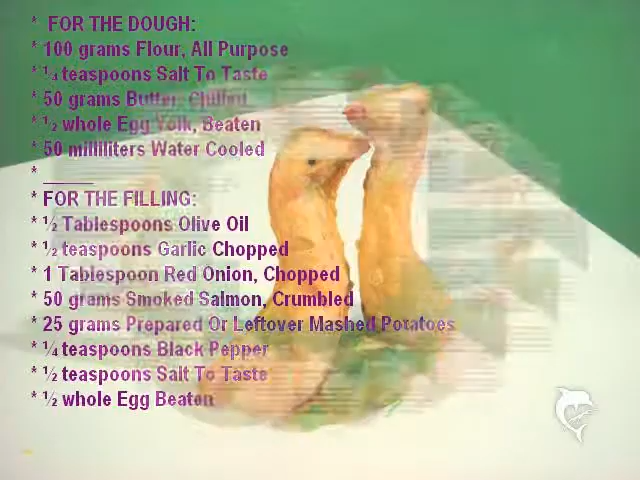 * FOR THE DOUGH:
* 100 grams Flour, All Purpose
* ¼ teaspoons Salt To Taste
* 50 grams Butter, Chilled
* ½ whole Egg Yolk, Beaten
* 50 milliliters Water Cooled
* ______
* FOR THE FILLING:
* ½ Tablespoons Olive Oil
* ½ teaspoons Garlic Chopped
* 1 Tablespoon Red Onion, Chopped
* 50 grams Smoked Salmon, Crumbled
* 25 grams Prepared Or Leftover Mashed Potatoes
* ¼ teaspoons Black Pepper
* ½ teaspoons Salt To Taste
* ½ whole Egg Beaten